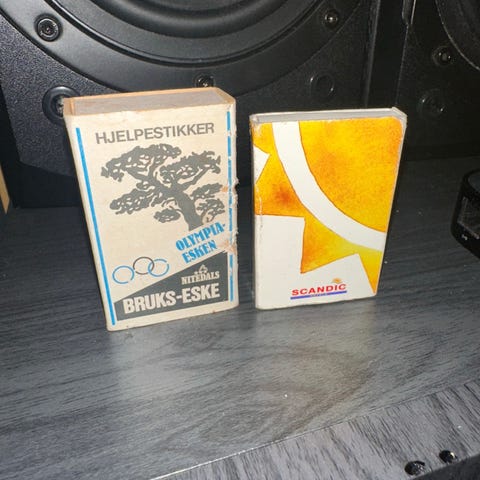 HJELPESTIKKER
OLYMPIA-
ESKEN
NITEDALS
BRUKS-ESKE
SCANDIC